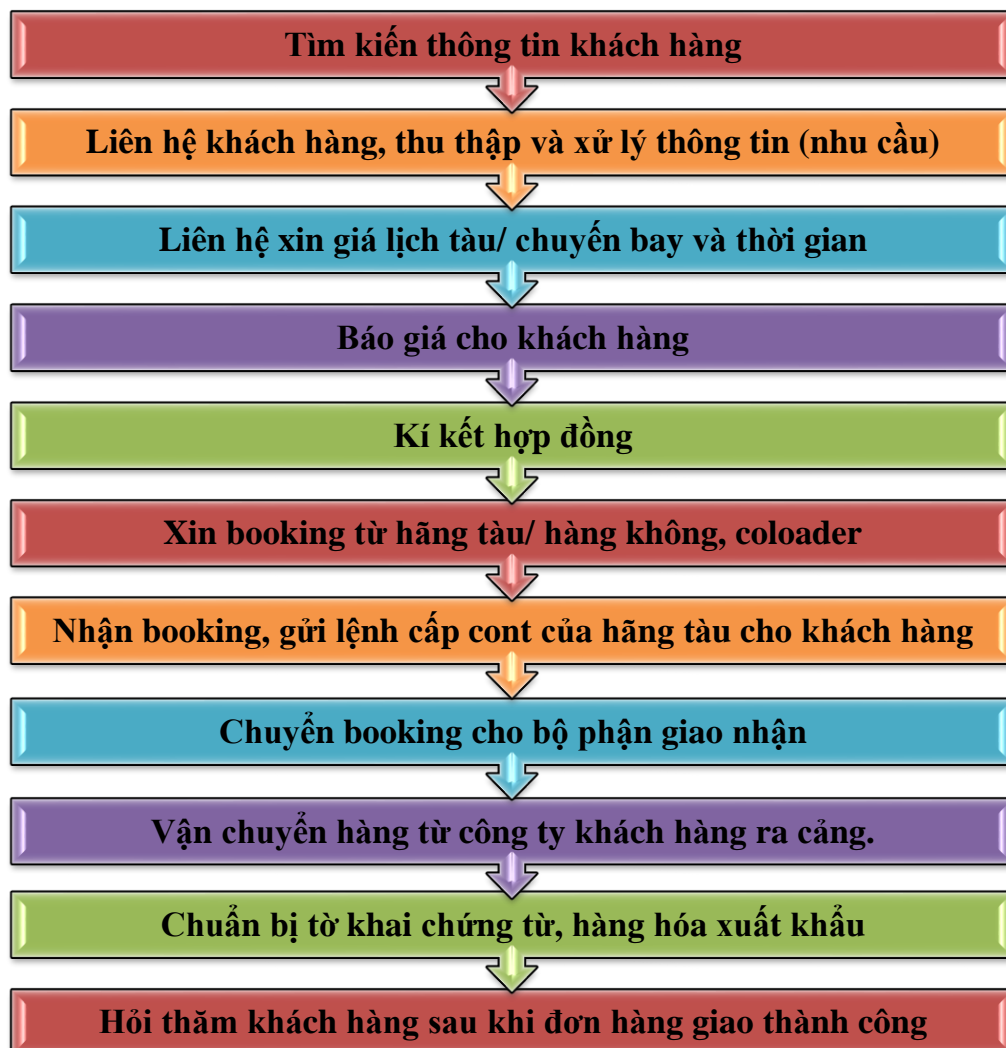 Tìm kiến thông tin khách hàng
Liên hệ khách hàng, thu thập và xử lý thông tin (nhu cầu)
Liên hệ xin giá lịch tàu/ chuyến bay và thời gian
Báo giá cho khách hàng
Kí kết hợp đồng
Xin booking từ hãng tàu/ hàng không, coloader
Nhận booking, gửi lệnh cấp cont của hãng tàu cho khách hàng
Chuyển booking cho bộ phận giao nhận
Vận chuyển hàng từ công ty khách hàng ra cảng.
Chuẩn bị tờ khai chứng từ, hàng hóa xuất khẩu
Hỏi thăm khách hàng sau khi đơn hàng giao thành công